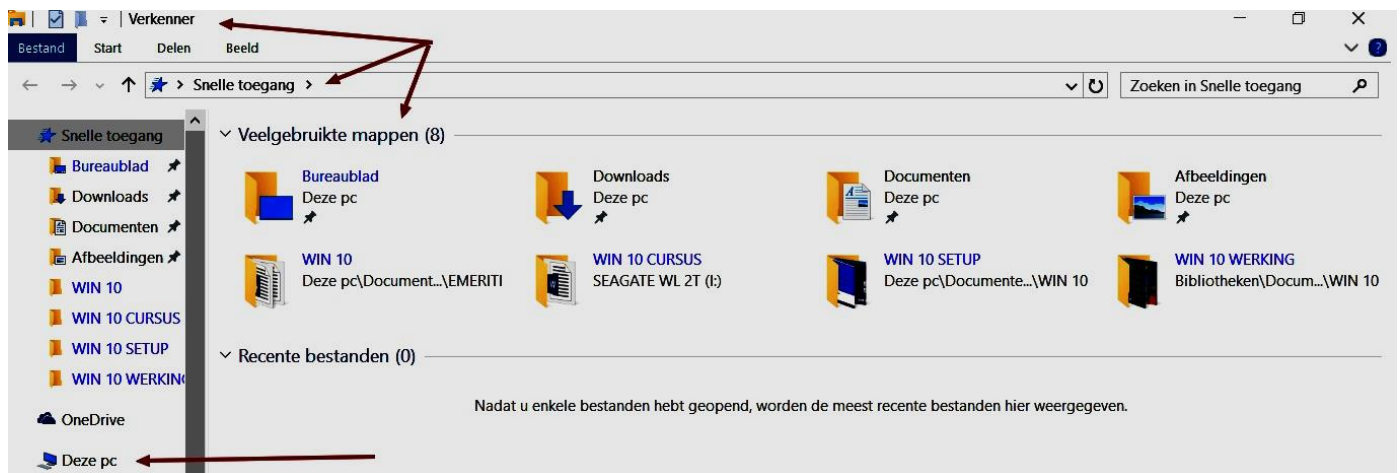 Verkenner
Bestand Start Delen Beeld
Snelle toegang Zoeken in Snelle toegang
Snelle toegang
Bureaublad
Downloads
Documenten
Afbeeldingen
WIN 10
WIN 10 CURSUS
WIN 10 SETUP
WIN 10 WERKIN
OneDrive
Deze pc
Veelgebruikte mappen (8)
Bureaublad
Deze pc
Downloads
Deze pc
Documenten
Deze pc
Afbeeldingen
Deze pc
WIN 10
Deze pc\Document...\EMERITI
WIN 10 CURSUS
SEAGATE WL 2T (I:)
WIN 10 SETUP
Deze pc\Documente...\WIN 10
WIN 10 WERKING
Bibliotheken\Docum...\WIN 10
Recente bestanden (0)
Nadat u enkele bestanden hebt geopend, worden de meest recente bestanden hier weergegeven.